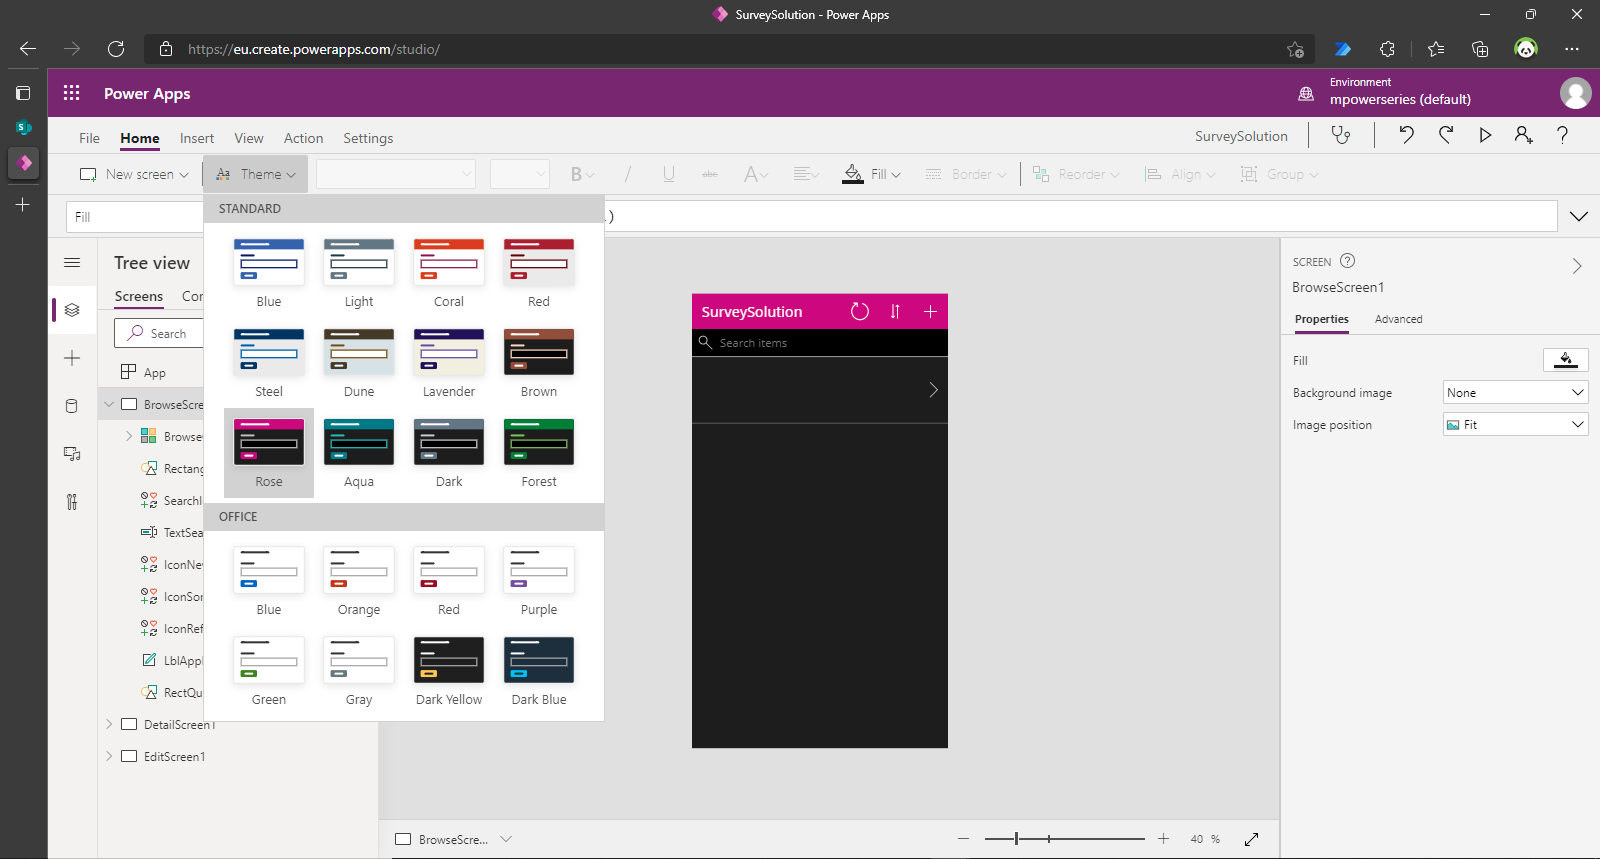 SurveySolution - Power Apps
https://eu.create.powerapps.com/studio/
Power Apps
Environment
mpowerseries (default)
File Home Insert View Action Settings
SurveySolution
New screen Theme B / U abc A Fill Border Reorder Align Group
Fill
)
STANDARD
Blue Light Coral Red
Steel Dune Lavender Brown
Rose Aqua Dark Forest
OFFICE
Blue Orange Red Purple
Green Gray Dark Yellow Dark Blue
Tree view
Screens Cor
Search
App
BrowseScre
Browse
Rectang
SearchI
TextSea
IconNe
IconSor
IconRef
LblAppI
RectQu
DetailScreen1
EditScreen1
SurveySolution
Search items
SCREEN
BrowseScreen1
Properties Advanced
Fill
Background image None
Image position Fit
BrowseScre...
40 %